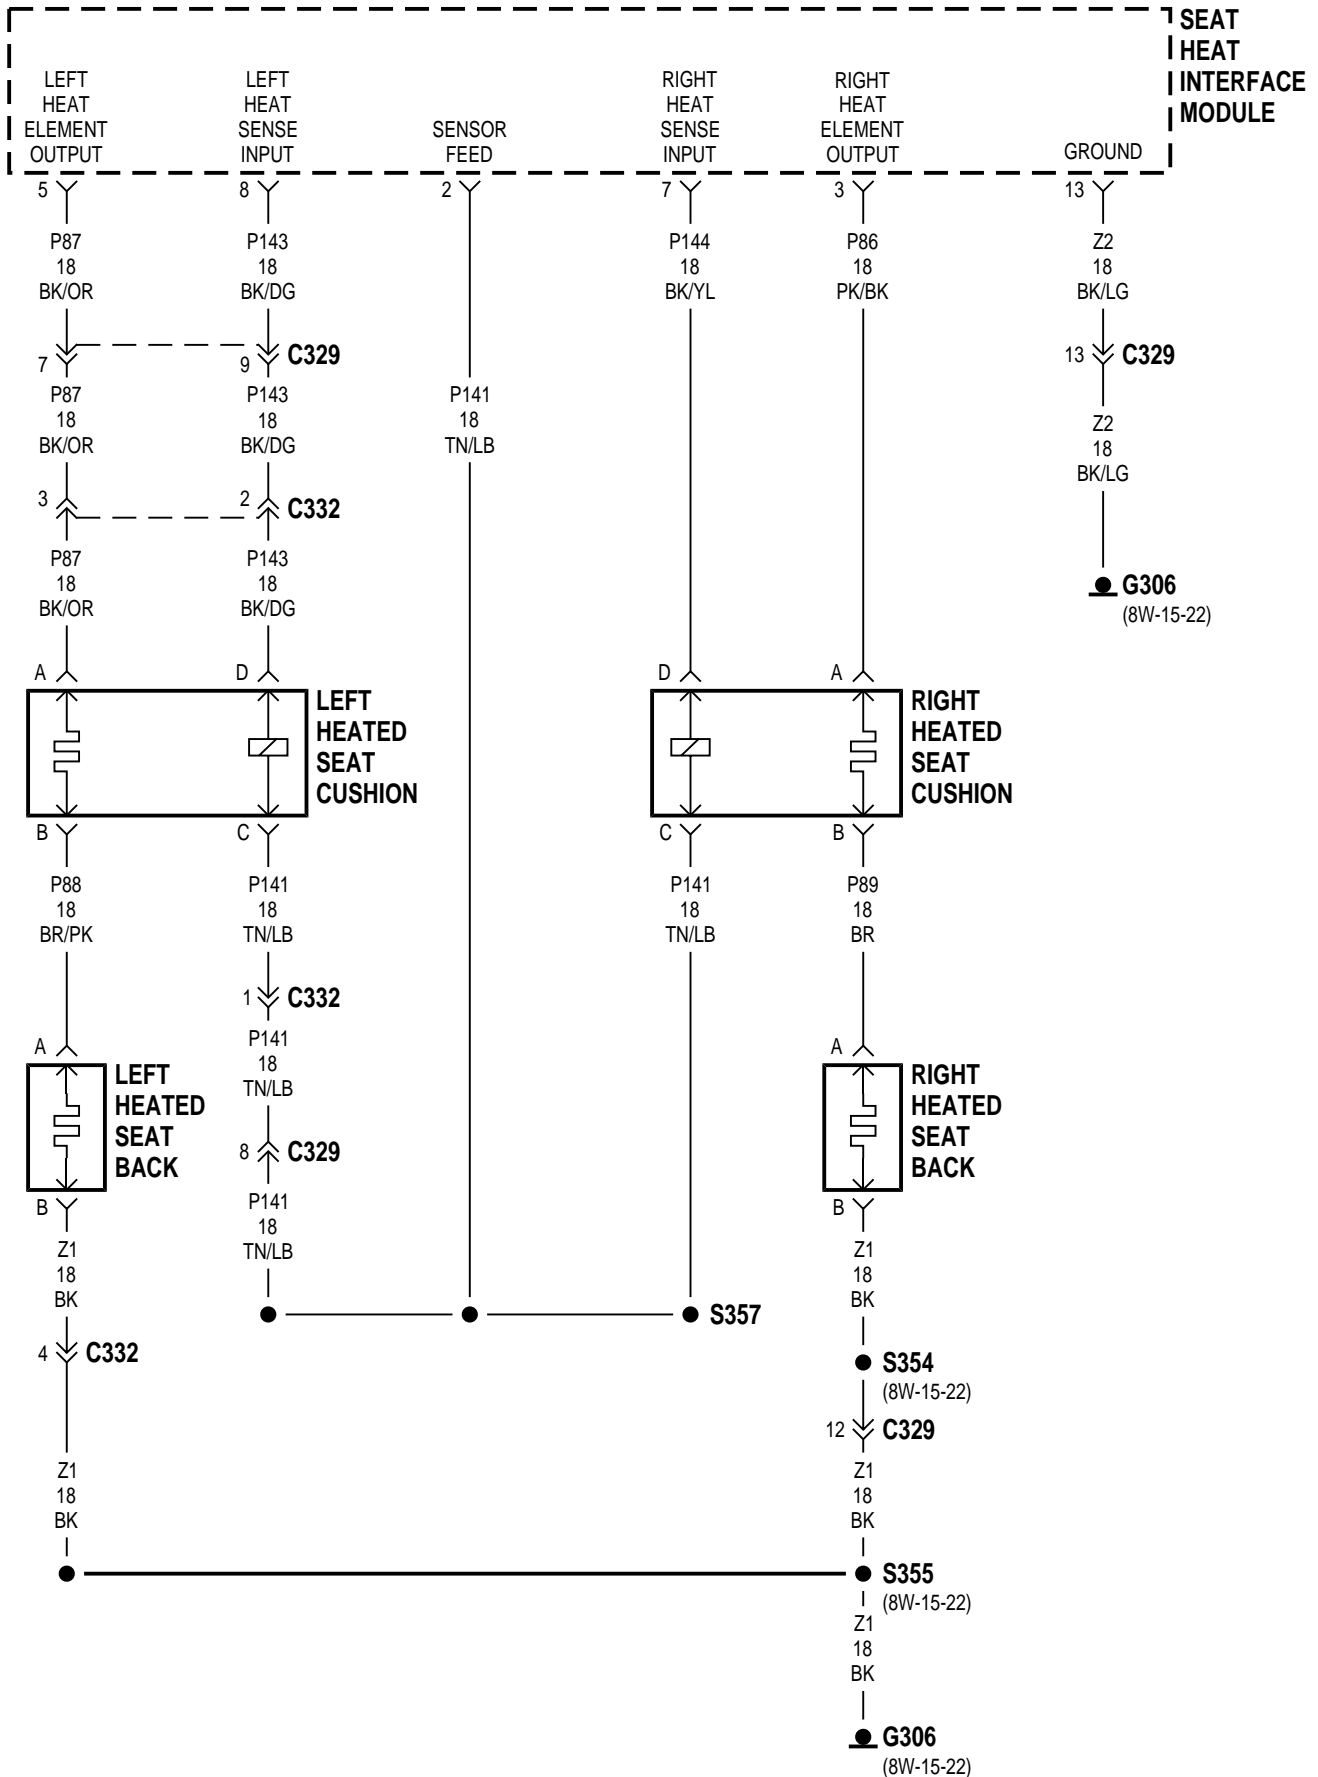 SEAT
HEAT
INTERFACE
MODULE
LEFT
HEAT
ELEMENT
OUTPUT
LEFT
HEAT
SENSE
INPUT
SENSOR
FEED
RIGHT
HEAT
SENSE
INPUT
RIGHT
HEAT
ELEMENT
OUTPUT
GROUND
5 8 2 7 3 13
P87
18
BK/OR
P143
18
BK/DG
P144
18
BK/YL
P86
18
PK/BK
Z2
18
BK/LG
7 9 C329
13 C329
P87
18
BK/OR
P143
18
BK/DG
P141
18
TN/LB
Z2
18
BK/LG
3 2 C332
P87
18
BK/OR
P143
18
BK/DG
G306
(8W-15-22)
A D
LEFT
HEATED
SEAT
CUSHION
D A
RIGHT
HEATED
SEAT
CUSHION
B C
C B
P88
18
BR/PK
P141
18
TN/LB
P141
18
TN/LB
P89
18
BR
1 C332
P141
18
TN/LB
A
LEFT
HEATED
SEAT
BACK
A
RIGHT
HEATED
SEAT
BACK
8 C329
P141
18
TN/LB
B
Z1
18
BK
B
Z1
18
BK
S357
4 C332
S354
(8W-15-22)
12 C329
Z1
18
BK
Z1
18
BK
S355
(8W-15-22)
Z1
18
BK
G306
(8W-15-22)